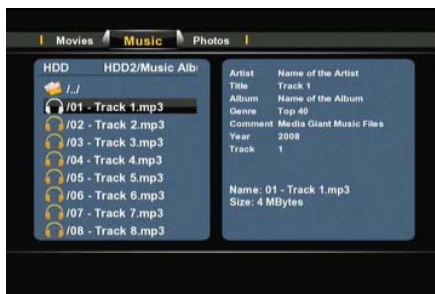 Movies Music Photos
HDD HDD2/Music Alb
/../
/01 - Track 1.mp3
/02 - Track 2.mp3
/03 - Track 3.mp3
/04 - Track 4.mp3
/05 - Track 5.mp3
/06 - Track 6.mp3
/07 - Track 7.mp3
/08 - Track 8.mp3
Artist Name of the Artist
Title Track 1
Album Name of the Album
Genre Top 40
Comment Media Giant Music Files
Year 2008
Track 1
Name: 01 - Track 1.mp3
Size: 4 MBytes